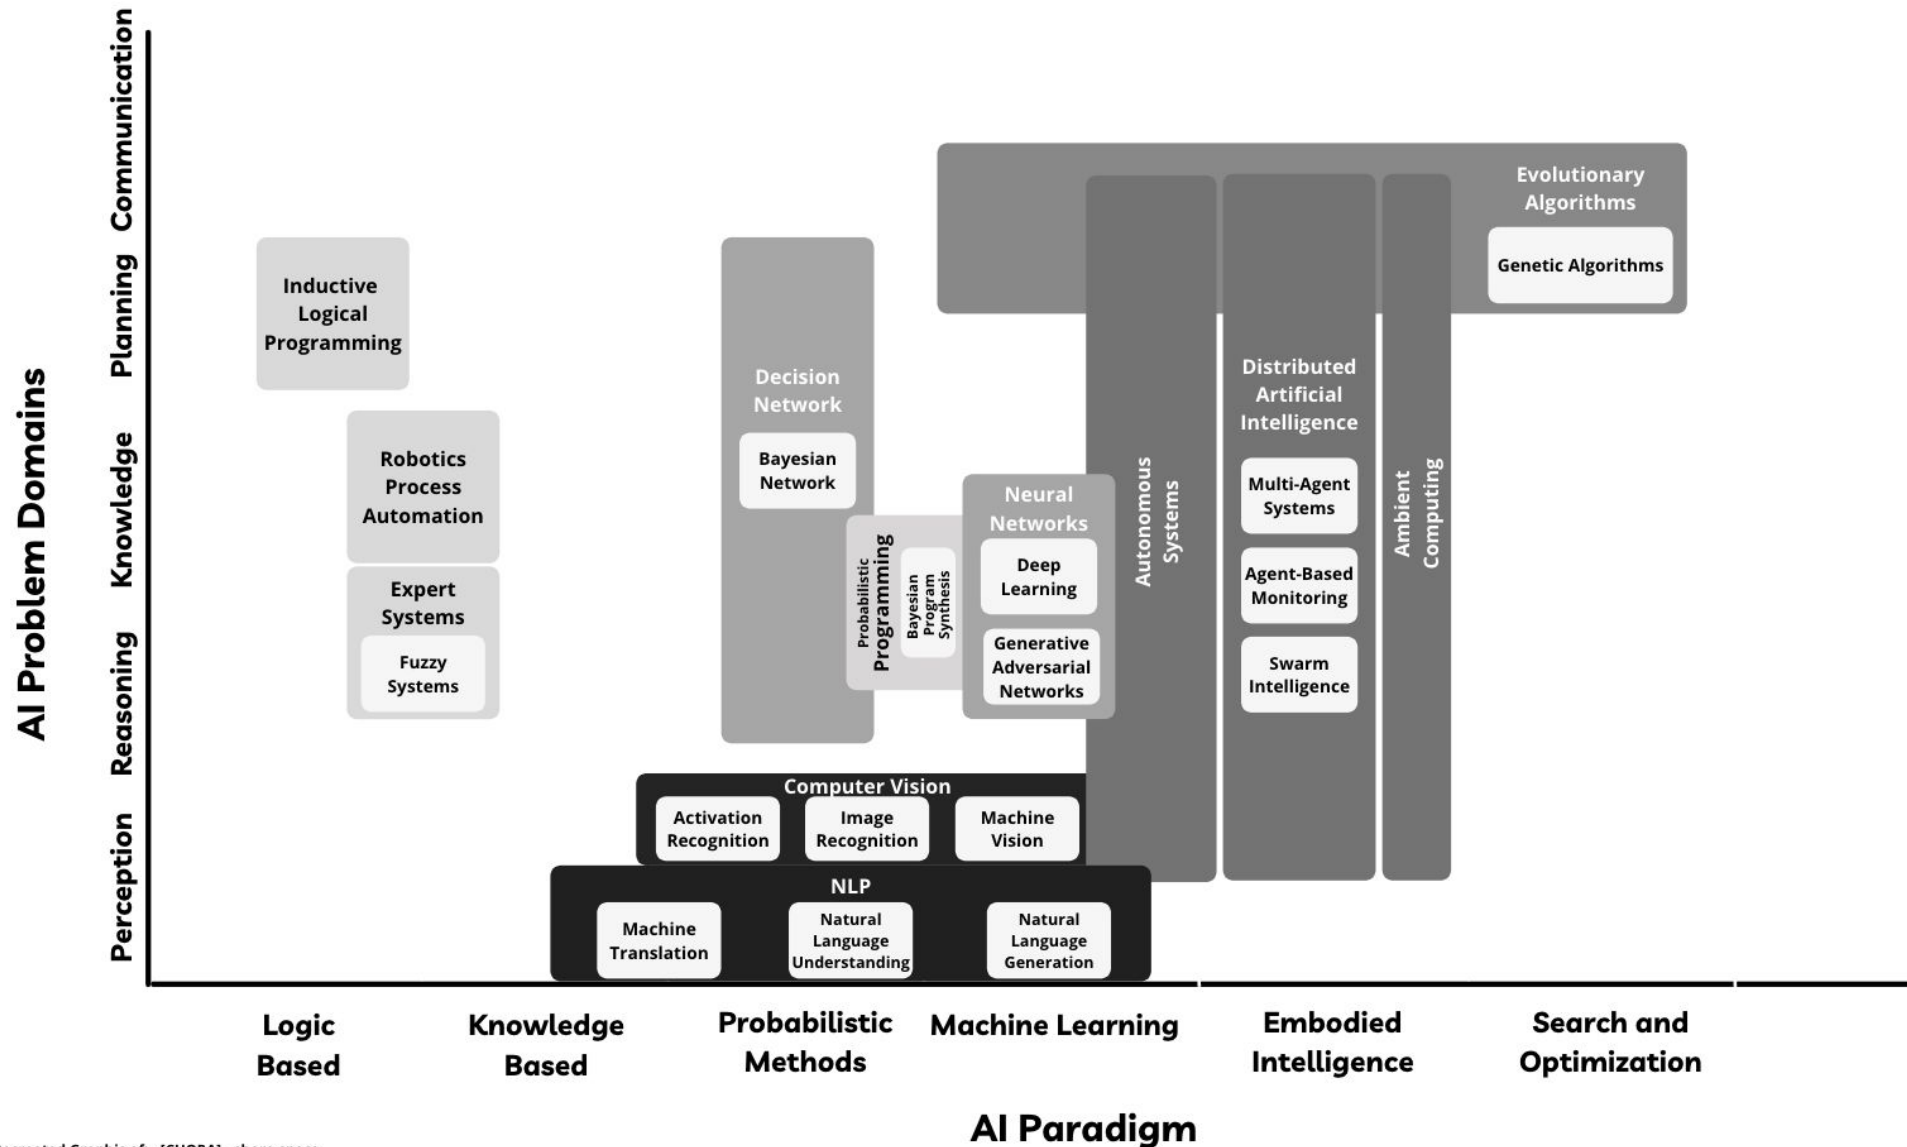 AI Problem Domains
Communication
Planning
Knowledge
Reasoning
Perception
Inductive
Logical
Programming
Robotics
Process
Automation
Expert
Systems
Fuzzy
Systems
Decision
Network
Bayesian
Network
Probabilistic
Programming
Bayesian
Program
Synthesis
Neural
Networks
Deep
Learning
Generative
Adversarial
Networks
Autonomous
Systems
Distributed
Artificial
Intelligence
Multi-Agent
Systems
Agent-Based
Monitoring
Swarm
Intelligence
Ambient
Computing
Evolutionary
Algorithms
Genetic Algorithms
Computer Vision
Activation
Recognition
Image
Recognition
Machine
Vision
NLP
Machine
Translation
Natural
Language
Understanding
Natural
Language
Generation
Logic
Based
Knowledge
Based
Probabilistic
Methods
Machine Learning
Embodied
Intelligence
Search and
Optimization
AI Paradigm